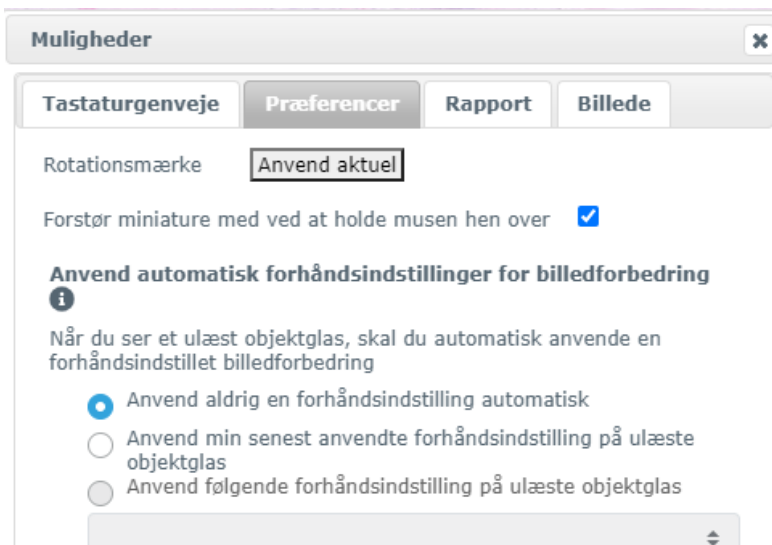 Muligheder
Tastaturgenveje Præferencer Rapport Billede
Rotationsmærke Anvend aktuel
Forstør miniature med ved at holde musen hen over
Anvend automatisk forhåndsindstillinger for billedforbedring
Når du ser et ulæst objektglas, skal du automatisk anvende en
forhåndsindstillet billedforbedring
Anvend aldrig en forhåndsindstilling automatisk
Anvend min senest anvendte forhåndsindstilling på ulæste
objektglas
Anvend følgende forhåndsindstilling på ulæste objektglas